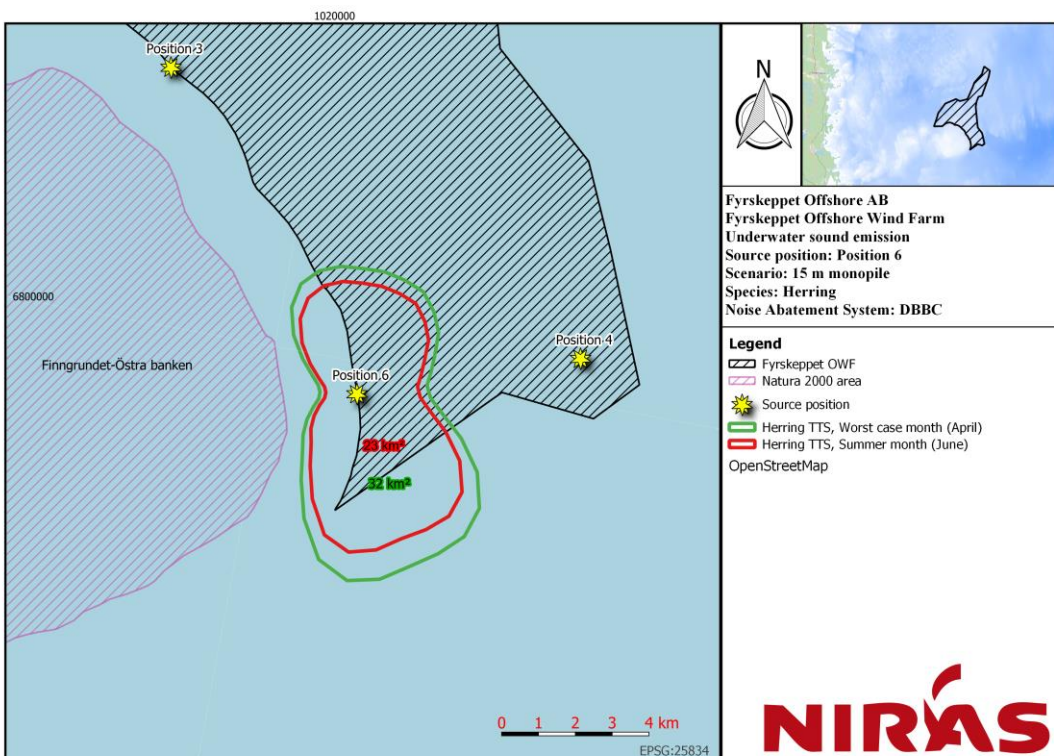 1020000
Position 3
6800000
Finngrundet-Östra banken
Position 4
Position 6
23 km²
32 km²
0 1 2 3 4 km
EPSG:25834
N
Fyrskeppet Offshore AB
Fyrskeppet Offshore Wind Farm
Underwater sound emission
Source position: Position 6
Scenario: 15 m monopile
Species: Herring
Noise Abatement System: DBBC
Legend
Fyrskeppet OWF
Natura 2000 area
Source position
Herring TTS, Worst case month (April)
Herring TTS, Summer month (June)
OpenStreetMap
NIRAS